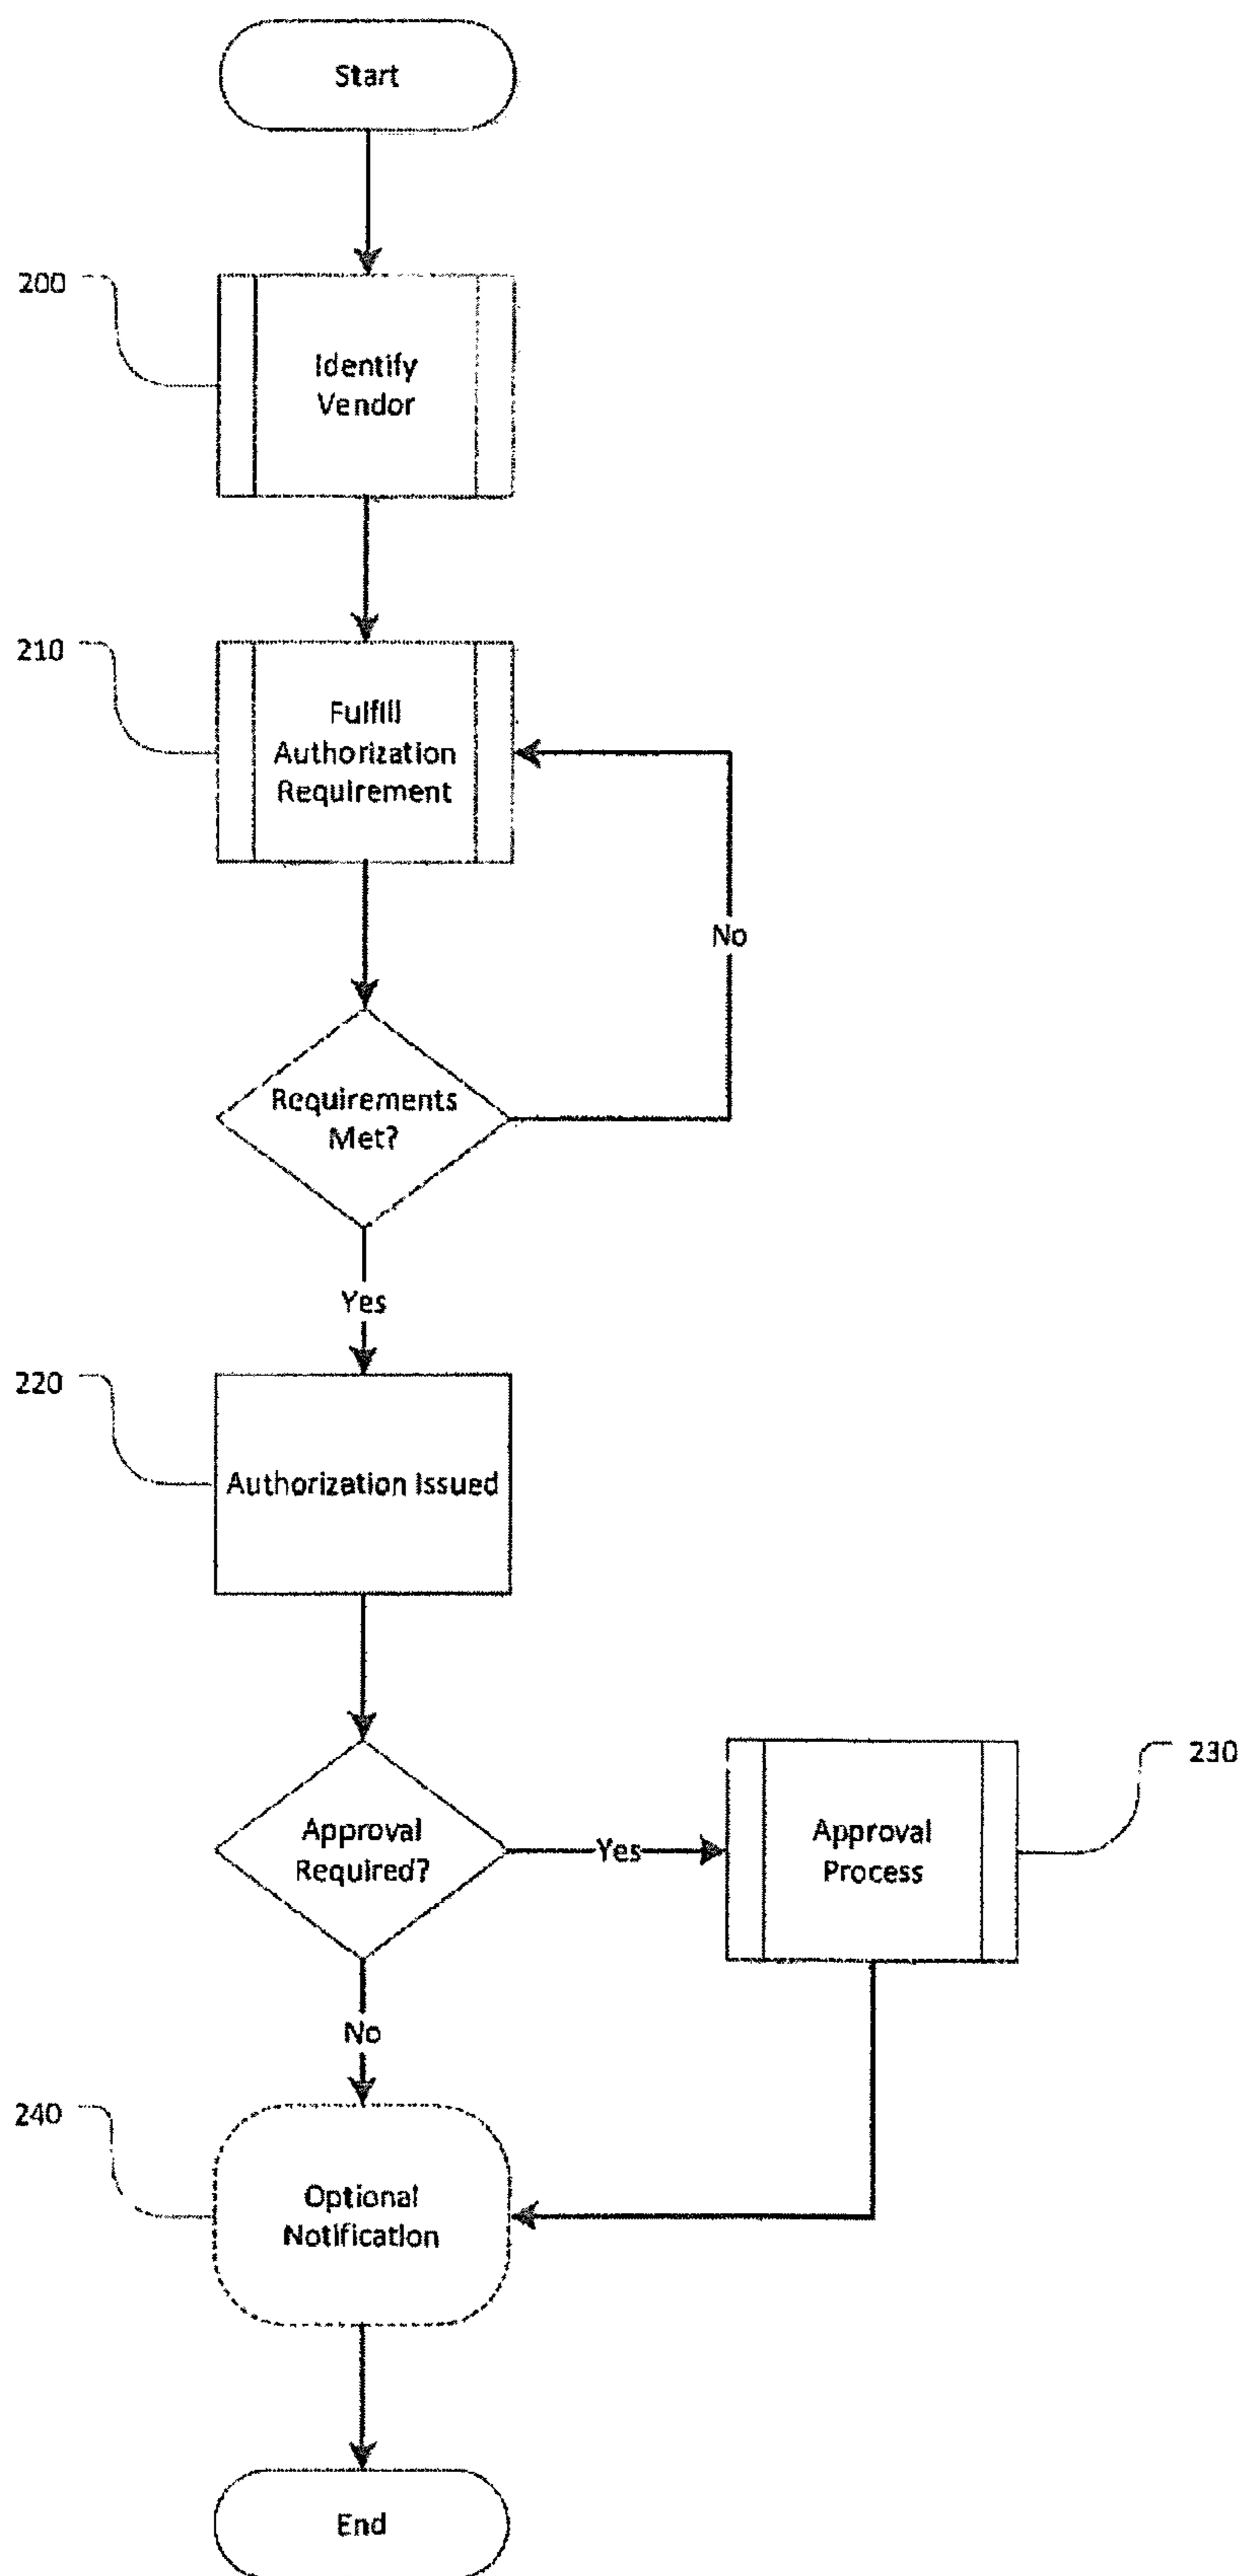 Start
200
Identify
Vendor
210
Fulfill
Authorization
Requirement
No
Requirements
Met?
Yes
220
Authorization Issued
230
Approval
Required?
Yes
Approval
Process
No
240
Optional
Notification
End